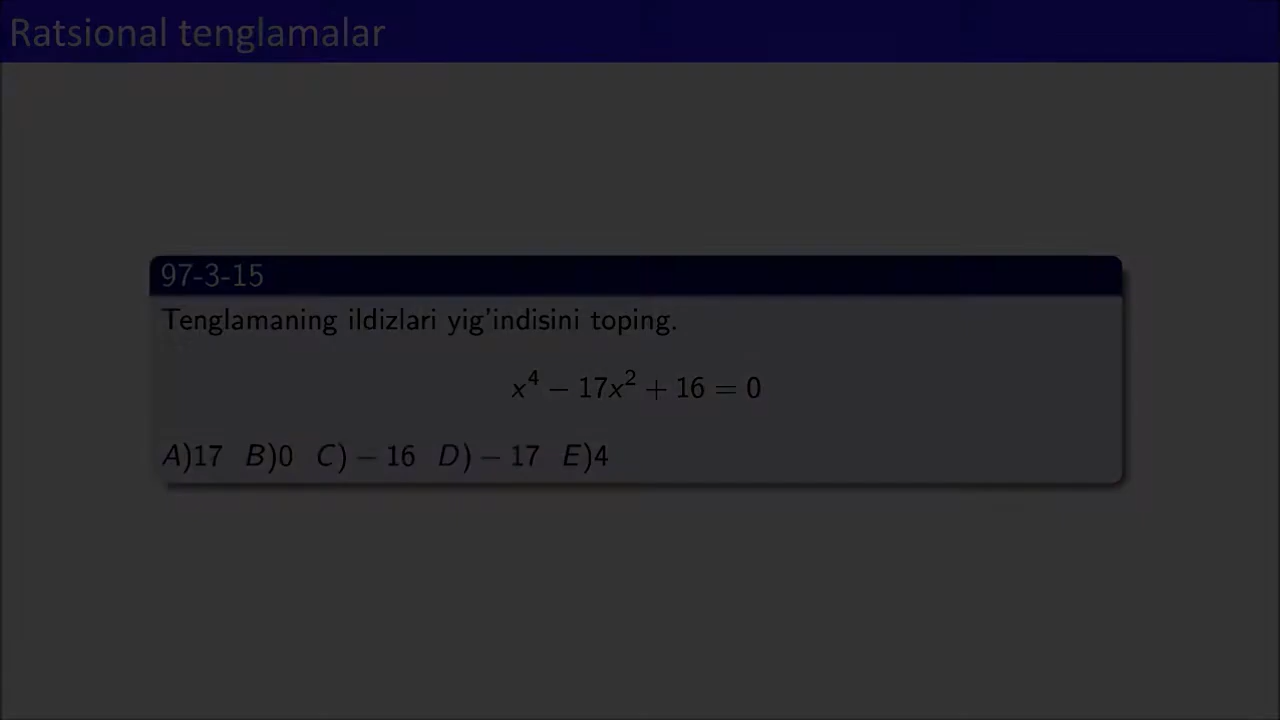 Ratsional tenglamalar
97-3-15
Tenglamaning ildizlari yig'indisini toping.
x⁴ − 17x² + 16 = 0
A)17 B)0 C) − 16 D) − 17 E)4